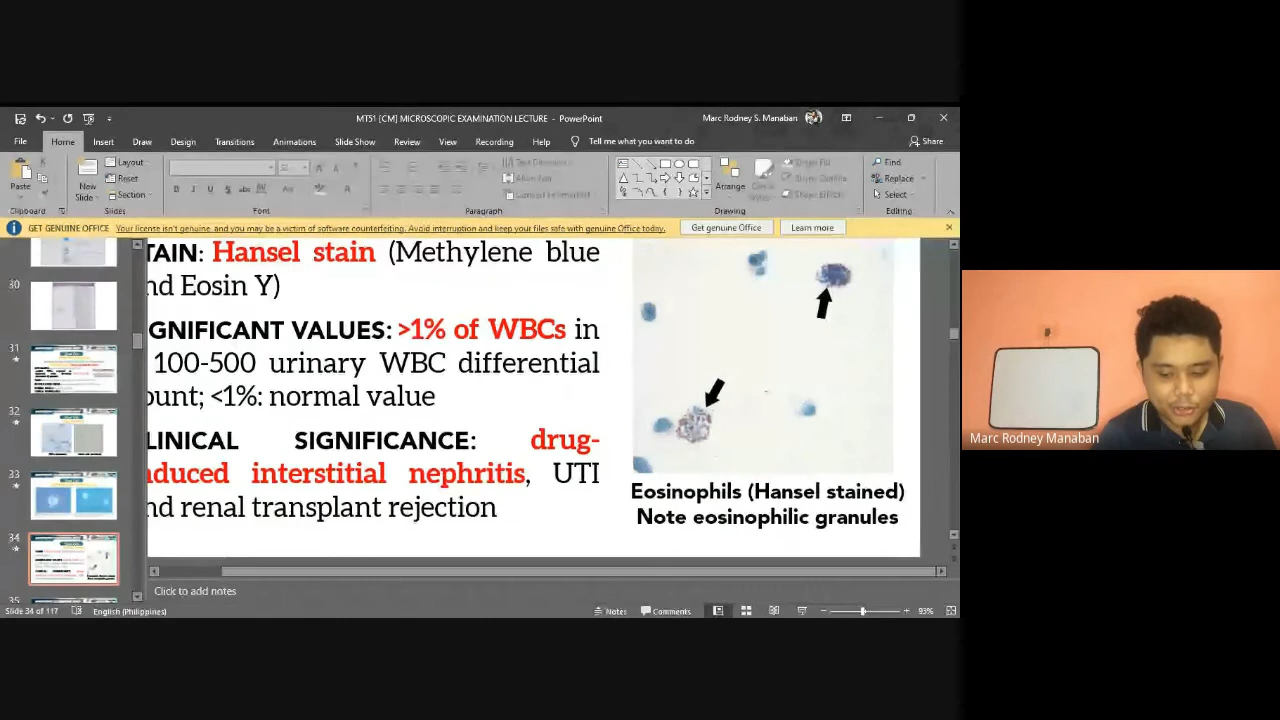 MT51 [CM] MICROSCOPIC EXAMINATION LECTURE - PowerPoint
Marc Rodney S. Manaban
File Home Insert Draw Design Transitions Animations Slide Show Review View Recording Help Tell me what you want to do Share
Paste
New
Slide
Layout
Reset
Section
Arrange
Find
Replace
Select
Clipboard Slides Font Paragraph Drawing Editing
GET GENUINE OFFICE Your license isn't genuine, and you may be a victim of software counterfeiting. Avoid interruption and keep your files safe with genuine Office today. Get genuine Office Learn more
30
31
32
33
34
35
TAIN: Hansel stain (Methylene blue
nd Eosin Y)
GNIFICANT VALUES: >1% of WBCs in
100-500 urinary WBC differential
ount; <1%: normal value
LINICAL SIGNIFICANCE: drug-
duced interstitial nephritis, UTI
nd renal transplant rejection
Eosinophils (Hansel stained)
Note eosinophilic granules
Click to add notes
Slide 34 of 117 English (Philippines) Notes Comments 93%
Marc Rodney Manaban